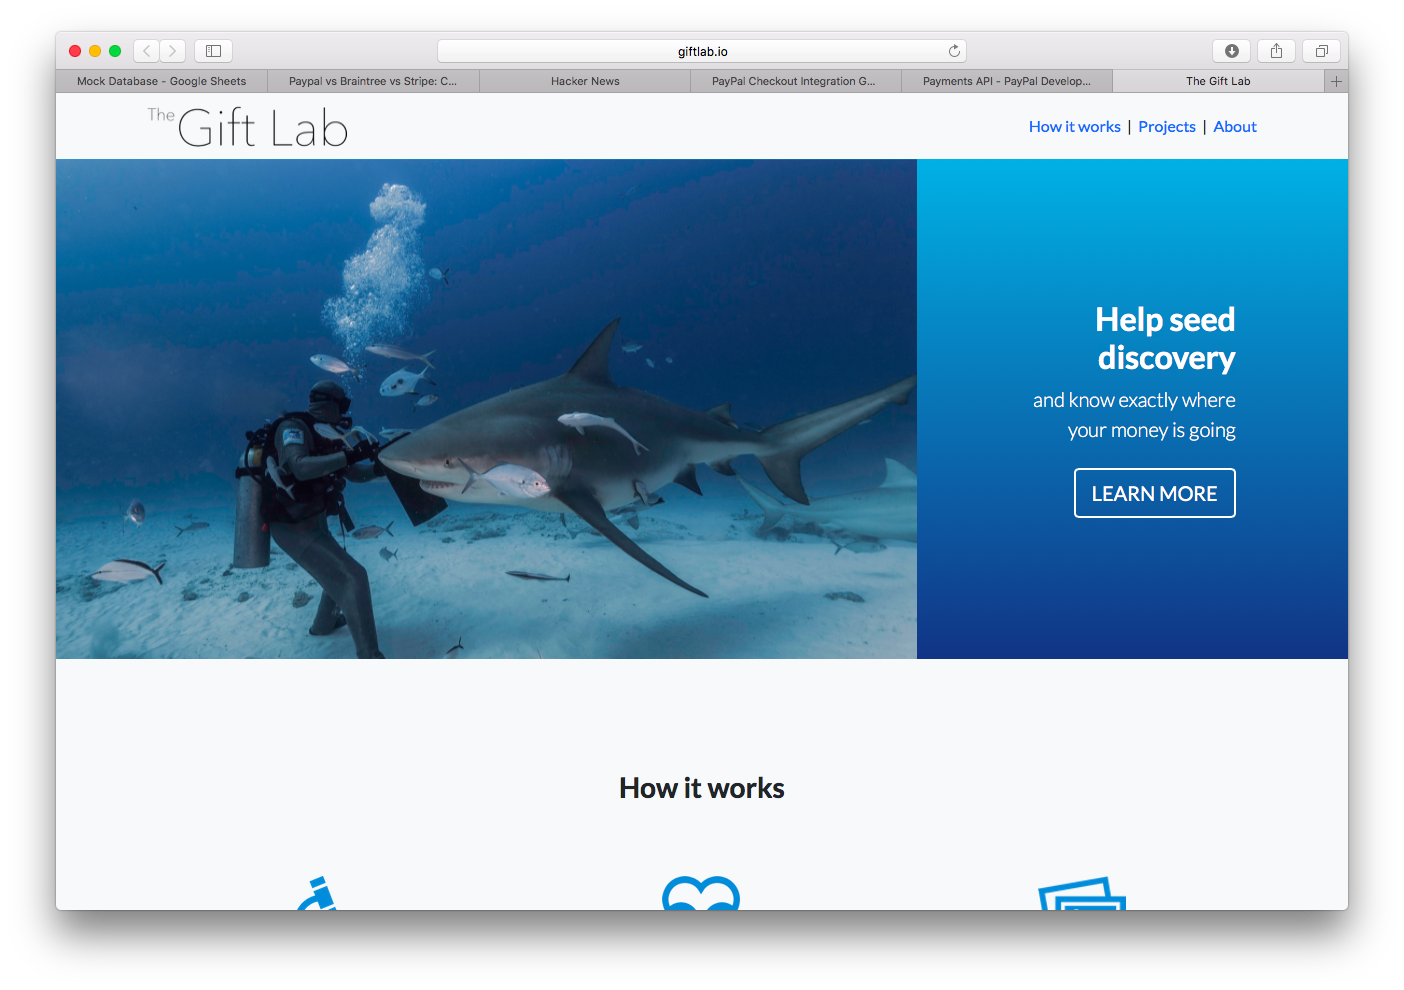 giftlab.io
Mock Database - Google Sheets
Paypal vs Braintree vs Stripe: C...
Hacker News
PayPal Checkout Integration G...
Payments API - PayPal Develop...
The Gift Lab
The Gift Lab
How it works | Projects | About
Help seed
discovery
and know exactly where
your money is going
LEARN MORE
How it works